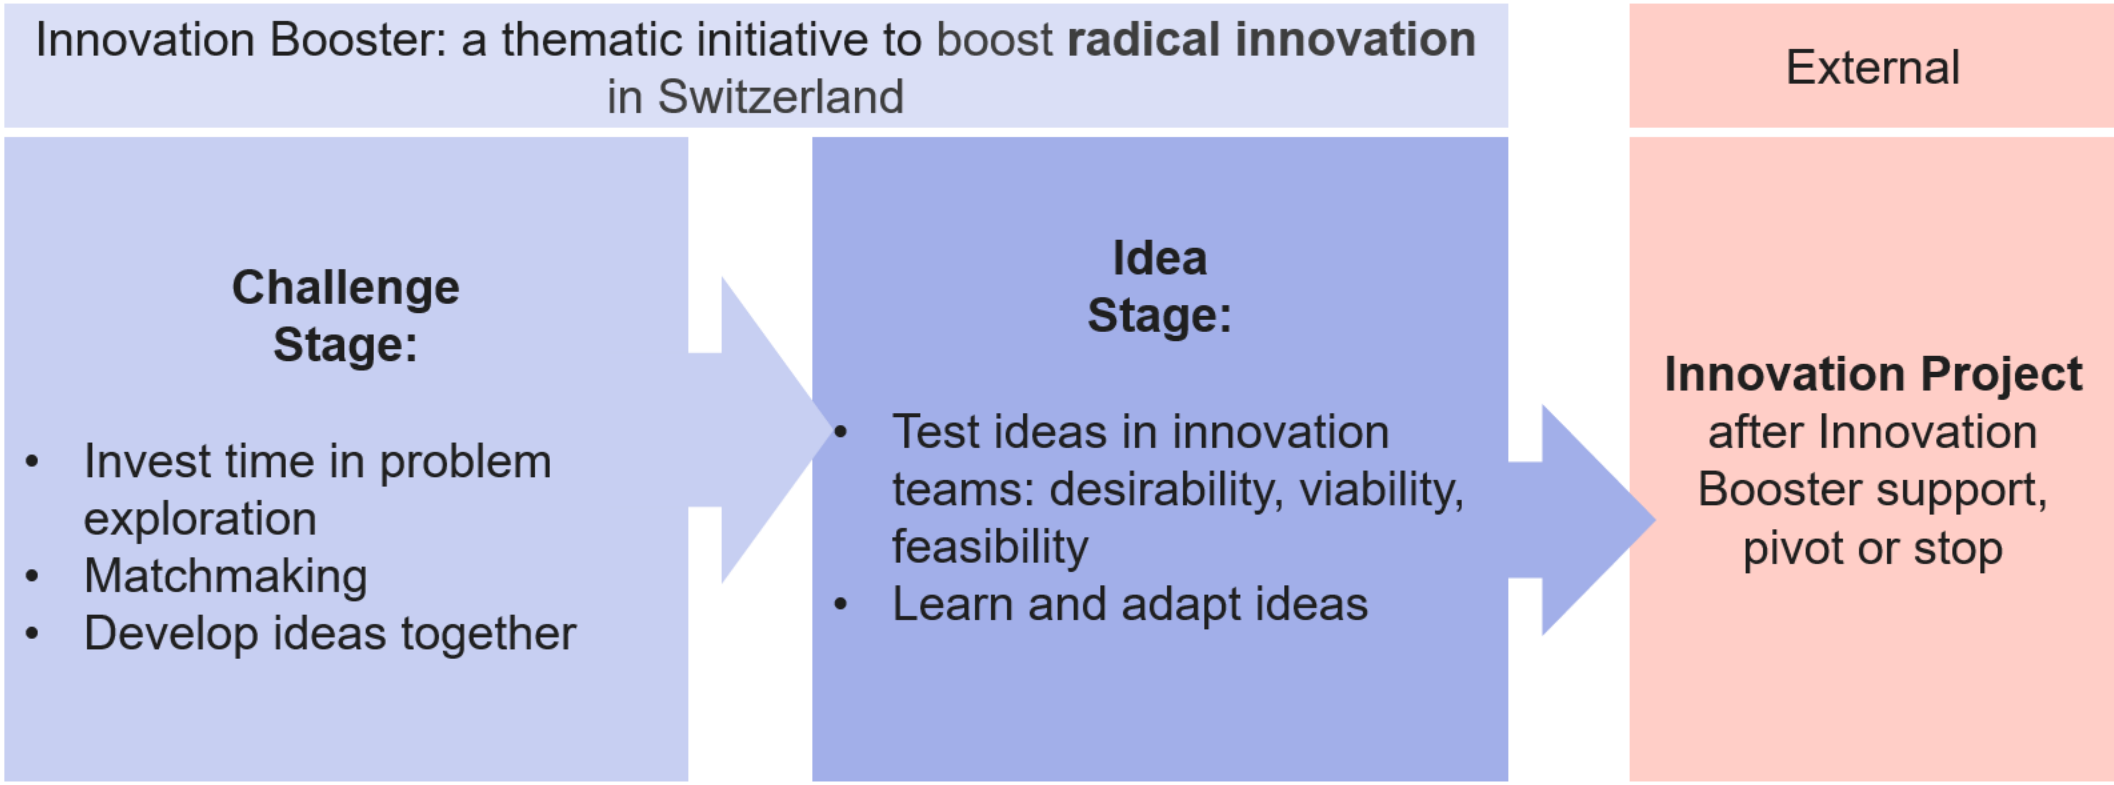 Innovation Booster: a thematic initiative to boost radical innovation
in Switzerland
External
Challenge
Stage:
• Invest time in problem
exploration
• Matchmaking
• Develop ideas together
Idea
Stage:
• Test ideas in innovation
teams: desirability, viability,
feasibility
• Learn and adapt ideas
Innovation Project
after Innovation
Booster support,
pivot or stop